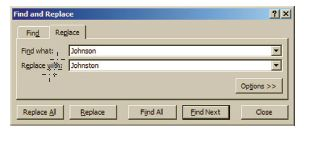 Find and Replace
Find Replace
Find what: Johnson
Replace with: Johnston
Options >>
Replace All Replace Find All Find Next Close